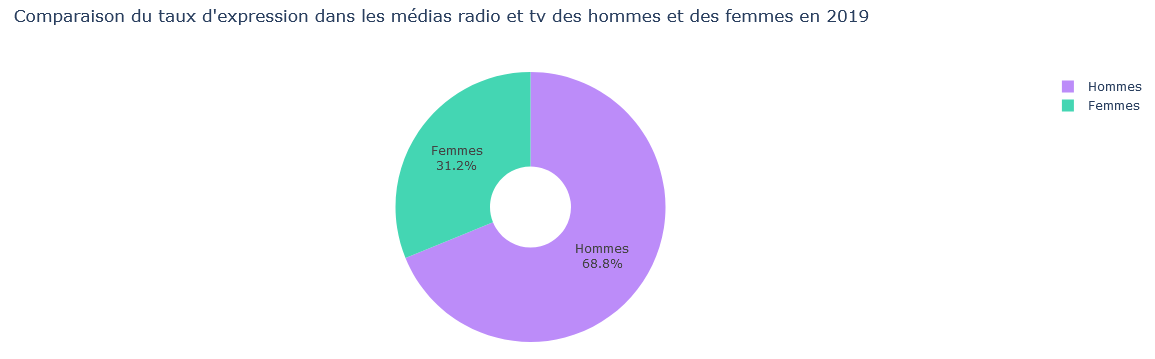 Comparaison du taux d'expression dans les médias radio et tv des hommes et des femmes en 2019
Hommes
Femmes
Femmes
31.2%
Hommes
68.8%